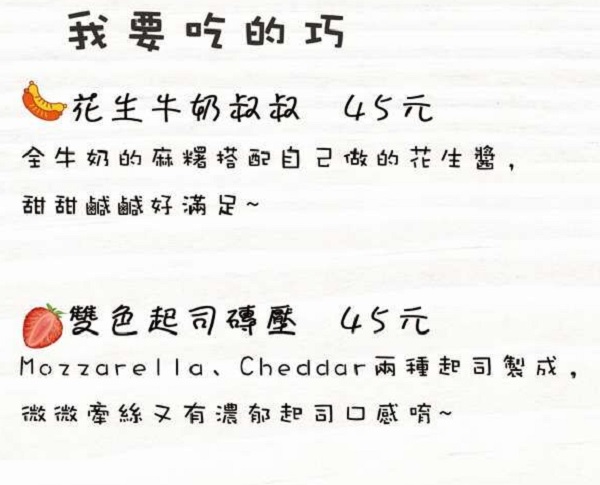 我要吃的巧
花生牛奶叔叔 45元
全牛奶的麻糬搭配自己做的花生醬,
甜甜鹹鹹好滿足~
雙色起司磚壓 45元
Mozzarella、Cheddar兩種起司製成,
微微牽絲又有濃郁起司口感唷~